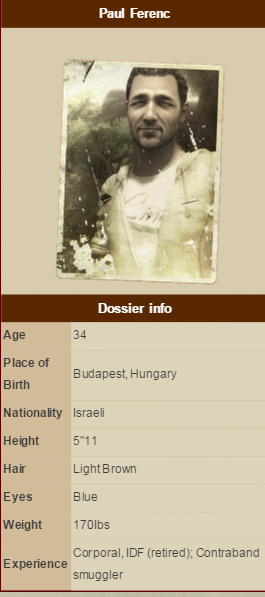 Paul Ferenc
Dossier info
Age 34
Place of
Birth
Budapest, Hungary
Nationality Israeli
Height 5"11
Hair Light Brown
Eyes Blue
Weight 170lbs
Experience
Corporal, IDF (retired); Contraband
smuggler